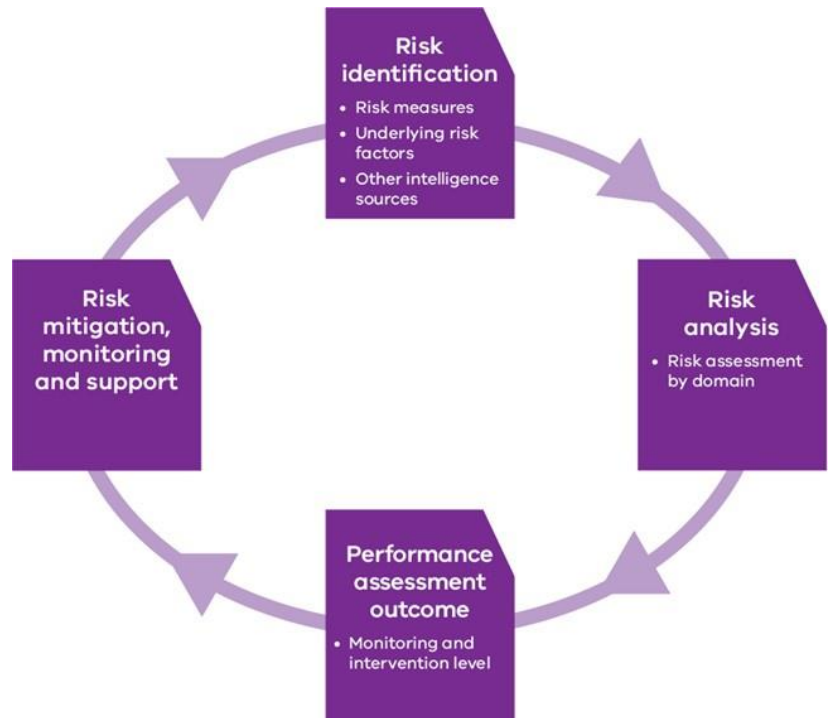 Risk
identification
• Risk measures
• Underlying risk
factors
• Other intelligence
sources
Risk
analysis
• Risk assessment
by domain
Performance
assessment
outcome
• Monitoring and
intervention level
Risk
mitigation,
monitoring
and support